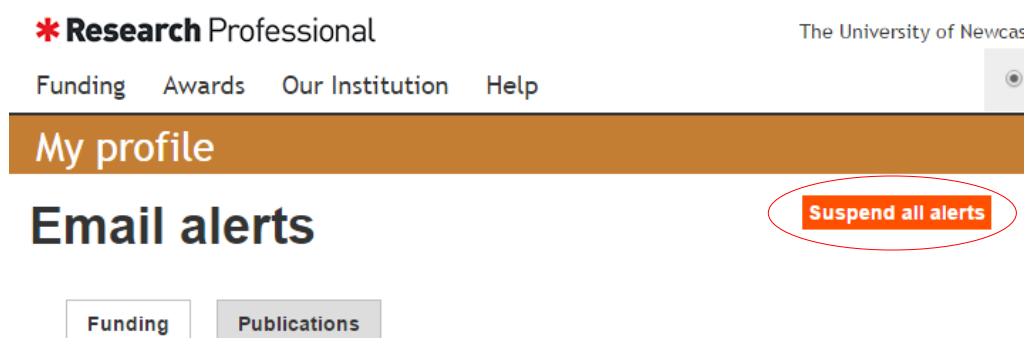 Research Professional
The University of
Funding Awards Our Institution Help
My profile
Email alerts
Suspend all alerts
Funding Publications